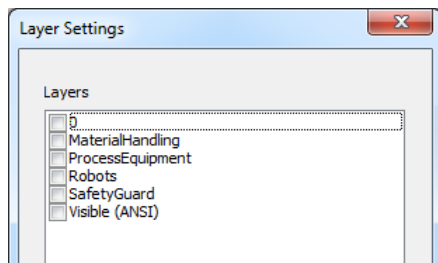 Layer Settings
Layers
0
MaterialHandling
ProcessEquipment
Robots
SafetyGuard
Visible (ANSI)